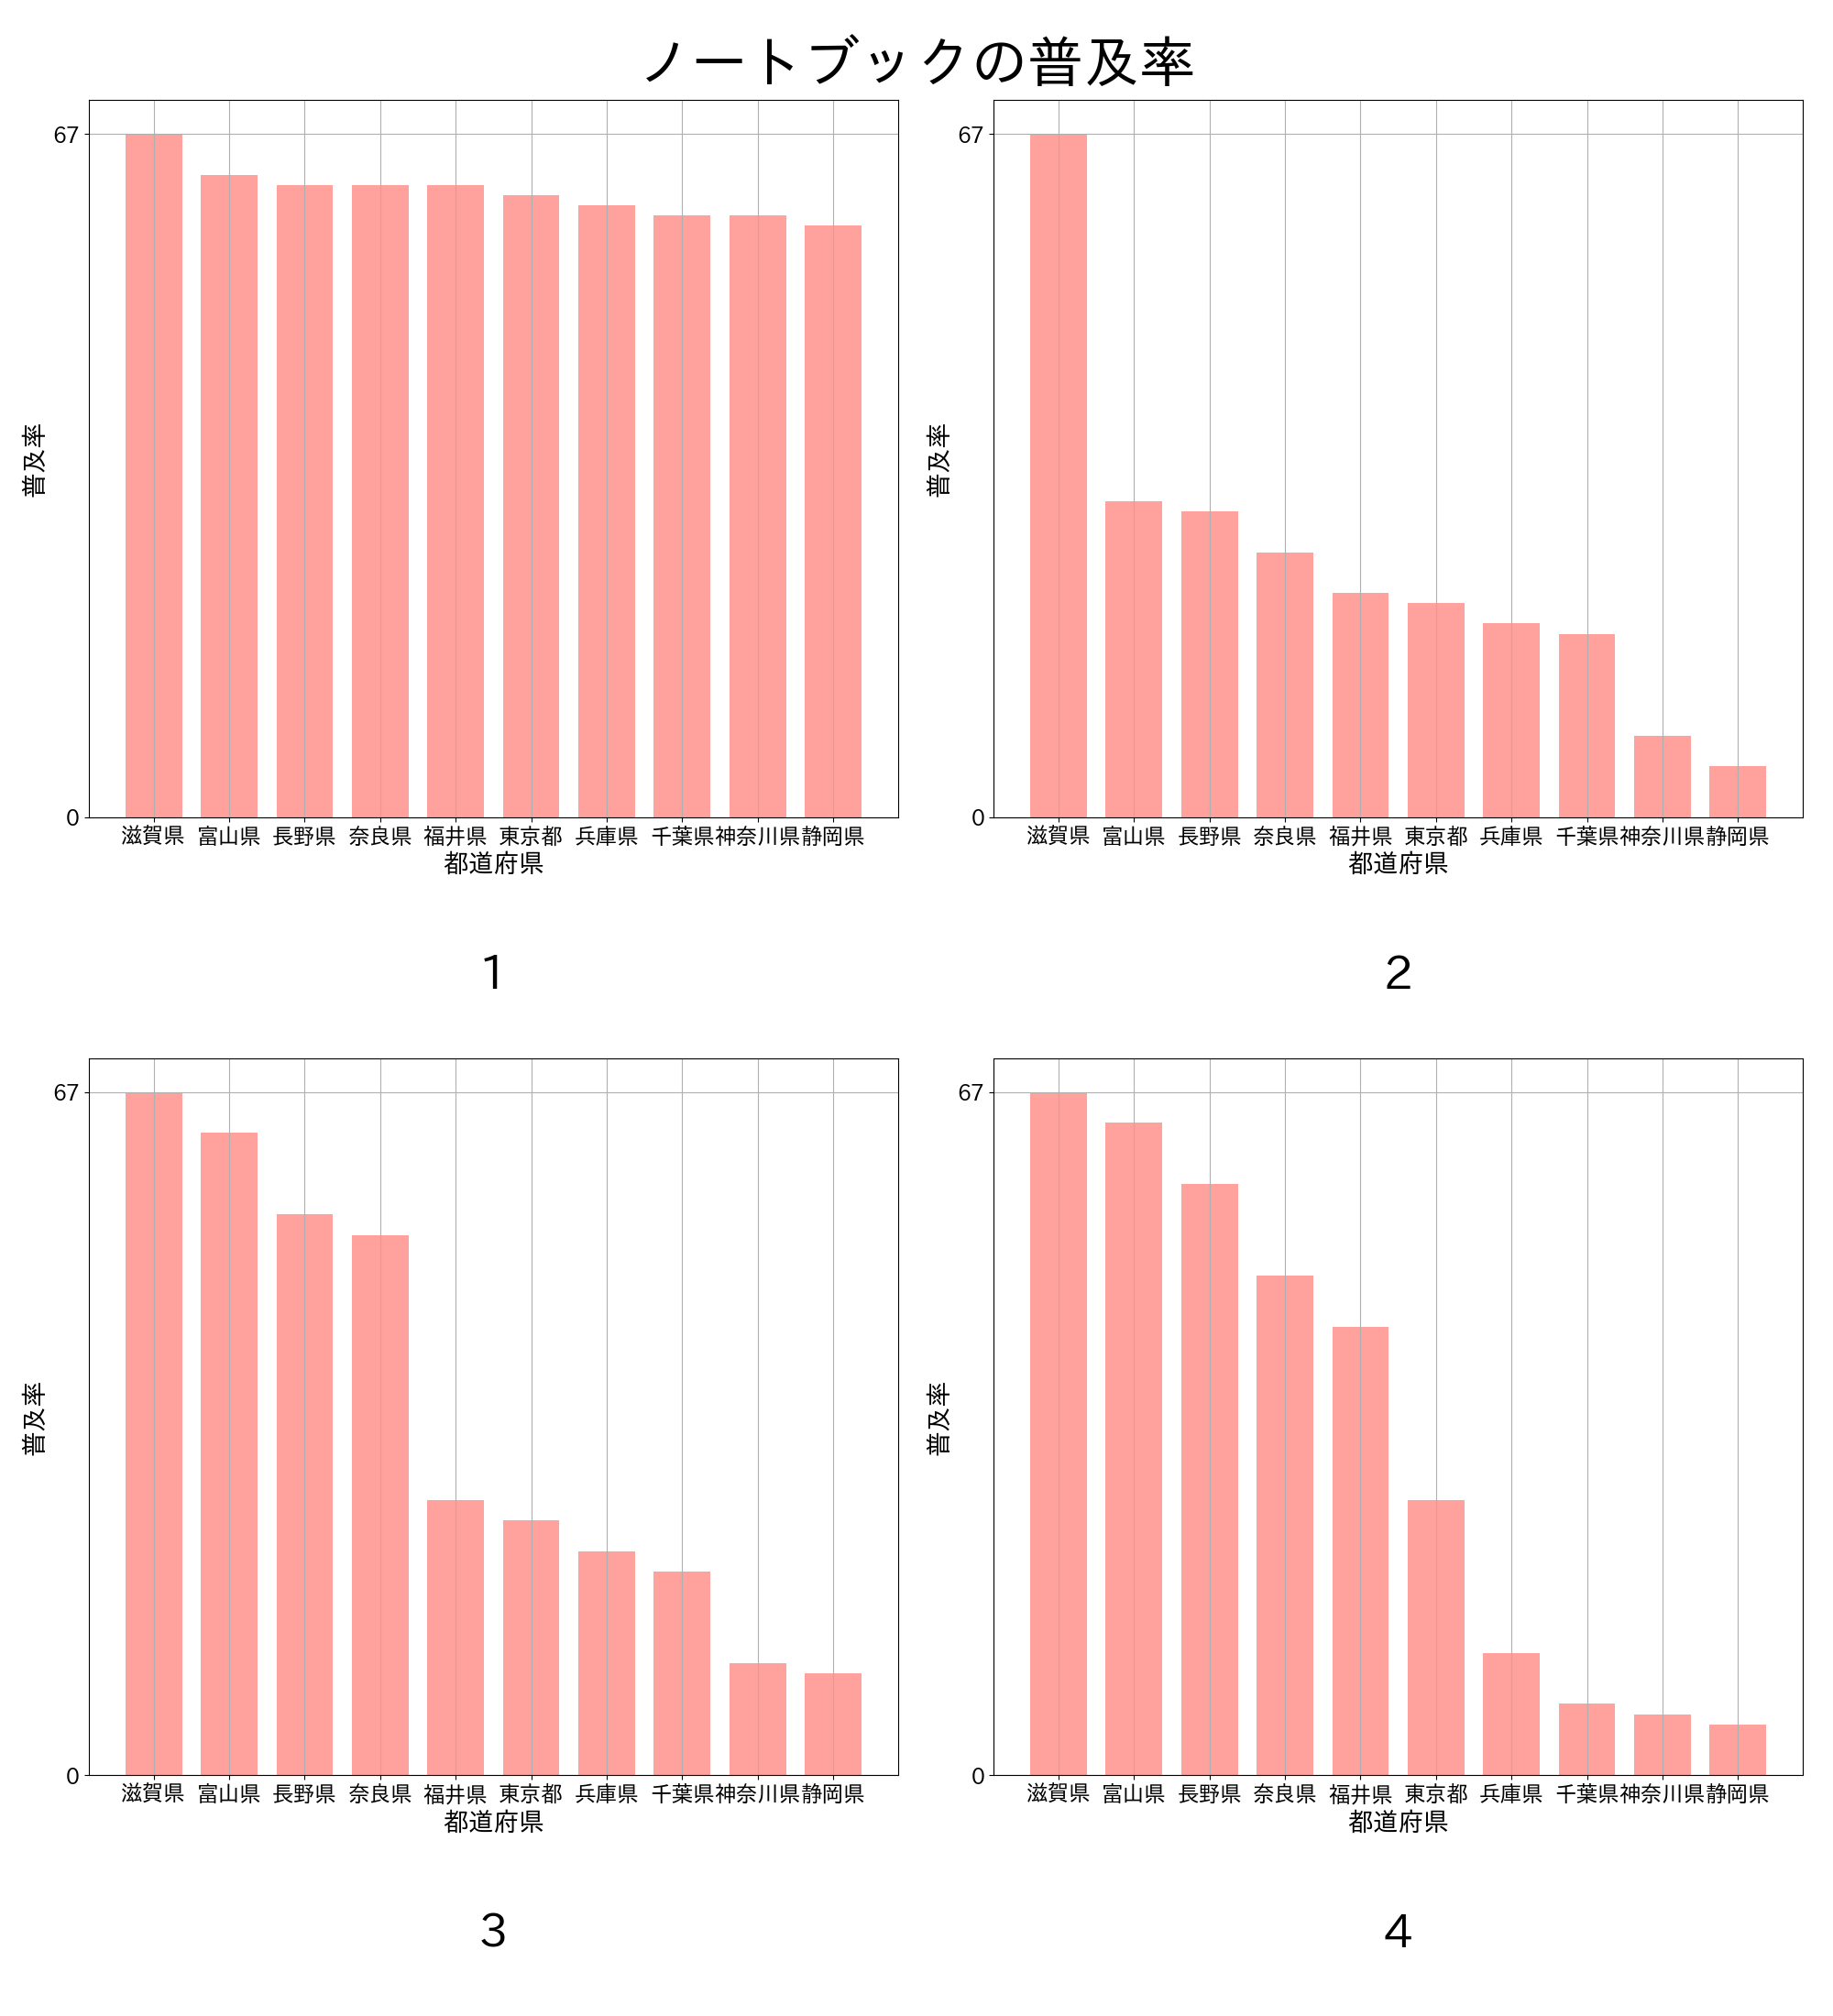 ノートブックの普及率
67
0
普及率
滋賀県 富山県 長野県 奈良県 福井県 東京都 兵庫県 千葉県 神奈川県 静岡県
都道府県
1
67
0
普及率
滋賀県 富山県 長野県 奈良県 福井県 東京都 兵庫県 千葉県 神奈川県 静岡県
都道府県
2
67
0
普及率
滋賀県 富山県 長野県 奈良県 福井県 東京都 兵庫県 千葉県 神奈川県 静岡県
都道府県
3
67
0
普及率
滋賀県 富山県 長野県 奈良県 福井県 東京都 兵庫県 千葉県 神奈川県 静岡県
都道府県
4